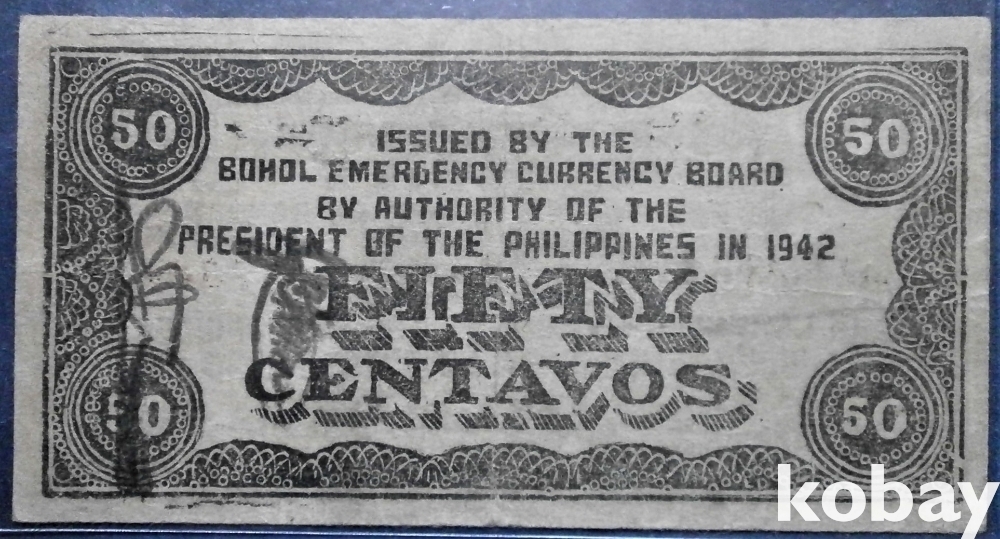 50 50
ISSUED BY THE
BOHOL EMERGENCY CURRENCY BOARD
BY AUTHORITY OF THE
PRESIDENT OF THE PHILIPPINES IN 1942
FIFTY
CENTAVOS
50 50
kobay